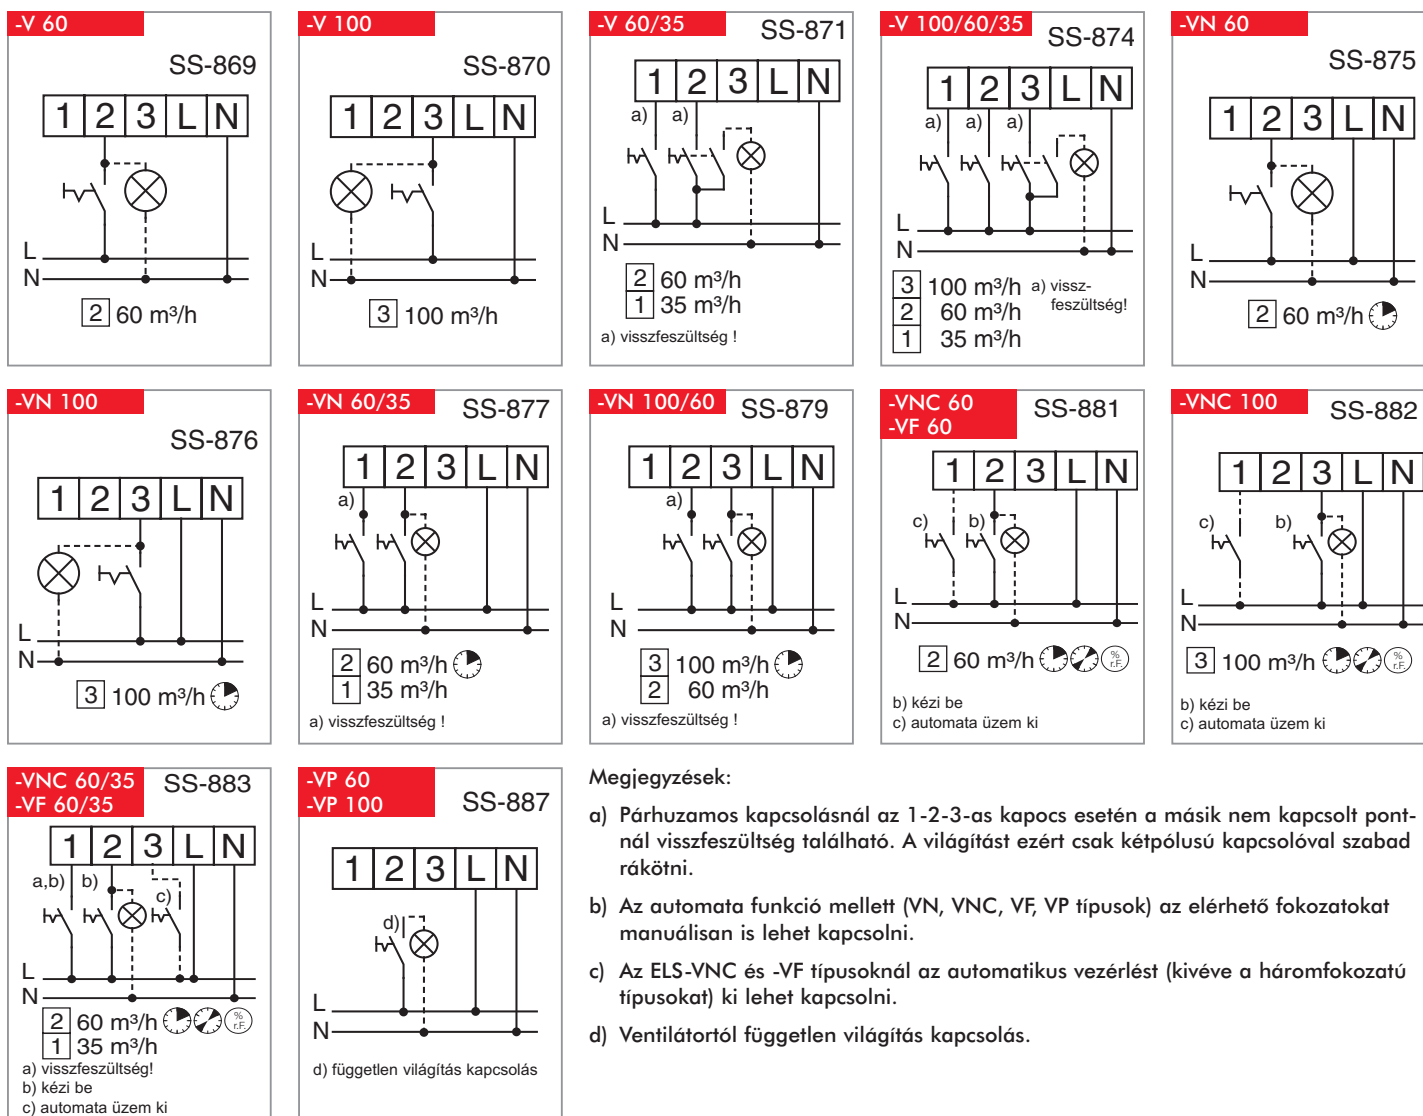 -V 60
SS-869
1 2 3 L N
L
N
2 60 m³/h
-V 100
SS-870
1 2 3 L N
L
N
3 100 m³/h
-V 60/35
SS-871
1 2 3 L N
a) a)
L
N
2 60 m³/h
1 35 m³/h
a) visszfeszültség !
-V 100/60/35
SS-874
1 2 3 L N
a) a) a)
L
N
3 100 m³/h a) vissz-
2 60 m³/h feszültség!
1 35 m³/h
-VN 60
SS-875
1 2 3 L N
L
N
2 60 m³/h
-VN 100
SS-876
1 2 3 L N
L
N
3 100 m³/h
-VN 60/35
SS-877
1 2 3 L N
a)
L
N
2 60 m³/h
1 35 m³/h
a) visszfeszültség !
-VN 100/60
SS-879
1 2 3 L N
a)
L
N
3 100 m³/h
2 60 m³/h
a) visszfeszültség !
-VNC 60
-VF 60
SS-881
1 2 3 L N
c) b)
L
N
2 60 m³/h % r.F.
b) kézi be
c) automata üzem ki
-VNC 100
SS-882
1 2 3 L N
c) b)
L
N
3 100 m³/h % r.F.
b) kézi be
c) automata üzem ki
-VNC 60/35
-VF 60/35
SS-883
1 2 3 L N
a,b) b) c)
L
N
2 60 m³/h % r.F.
1 35 m³/h
a) visszfeszültség!
b) kézi be
c) automata üzem ki
-VP 60
-VP 100
SS-887
1 2 3 L N
d)
L
N
d) független világítás kapcsolás
Megjegyzések:
a) Párhuzamos kapcsolásnál az 1-2-3-as kapocs esetén a másik nem kapcsolt pont-
nál visszfeszültség található. A világítást ezért csak kétpólusú kapcsolóval szabad
rákötni.
b) Az automata funkció mellett (VN, VNC, VF, VP típusok) az elérhető fokozatokat
manuálisan is lehet kapcsolni.
c) Az ELS-VNC és -VF típusoknál az automatikus vezérlést (kivéve a háromfokozatú
típusokat) ki lehet kapcsolni.
d) Ventilátortól független világítás kapcsolás.